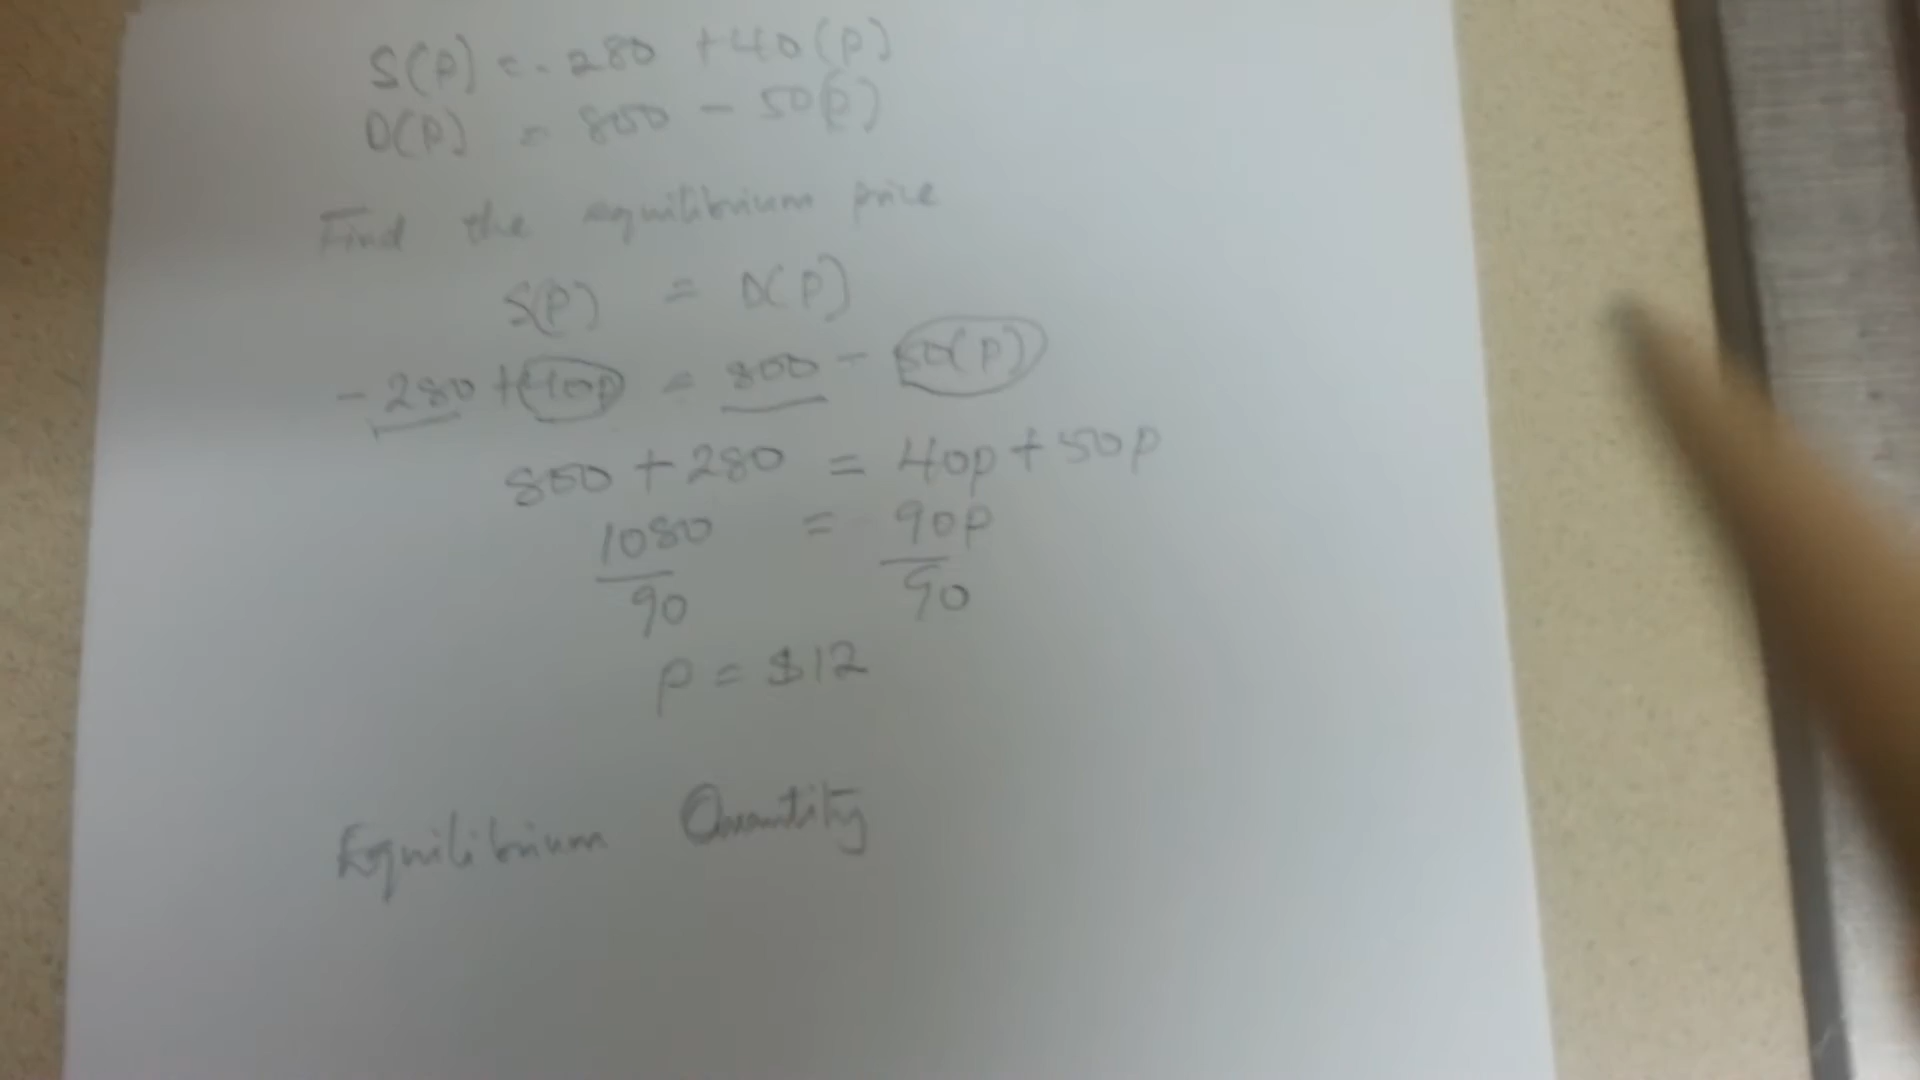 S(P) = -280 + 40(P)
D(P) = 800 - 50(P)
Find the equilibrium price
S(P) = D(P)
-280 + 40P = 800 - 50(P)
800 + 280 = 40P + 50P
1080 = 90P
90 90
P = $12
Equilibrium Quantity